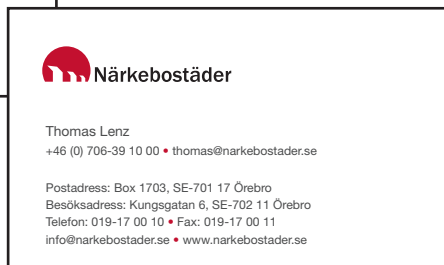 Närkebostäder
Thomas Lenz
+46 (0) 706-39 10 00 • thomas@narkebostader.se
Postadress: Box 1703, SE-701 17 Örebro
Besöksadress: Kungsgatan 6, SE-702 11 Örebro
Telefon: 019-17 00 10 • Fax: 019-17 00 11
info@narkebostader.se • www.narkebostader.se